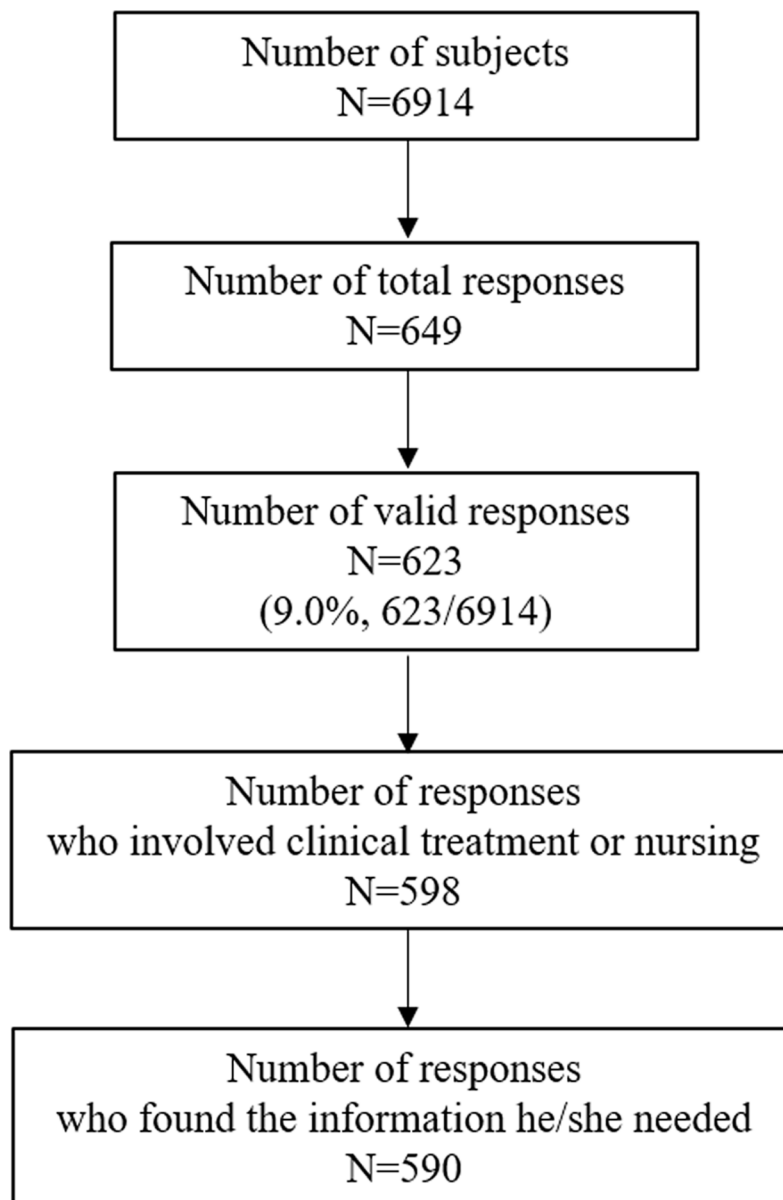 Number of subjects
N=6914
Number of total responses
N=649
Number of valid responses
N=623
(9.0%, 623/6914)
Number of responses
who involved clinical treatment or nursing
N=598
Number of responses
who found the information he/she needed
N=590